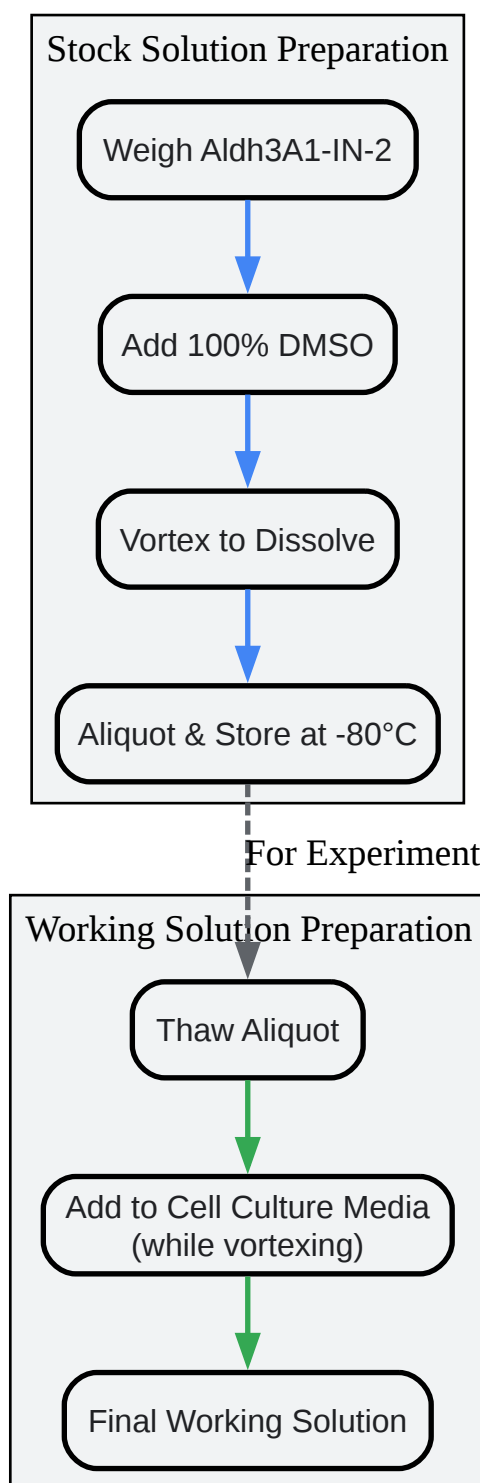 Stock Solution Preparation
Weigh Aldh3A1-IN-2
Add 100% DMSO
Vortex to Dissolve
Aliquot & Store at -80°C
For Experiment
Working Solution Preparation
Thaw Aliquot
Add to Cell Culture Media
(while vortexing)
Final Working Solution